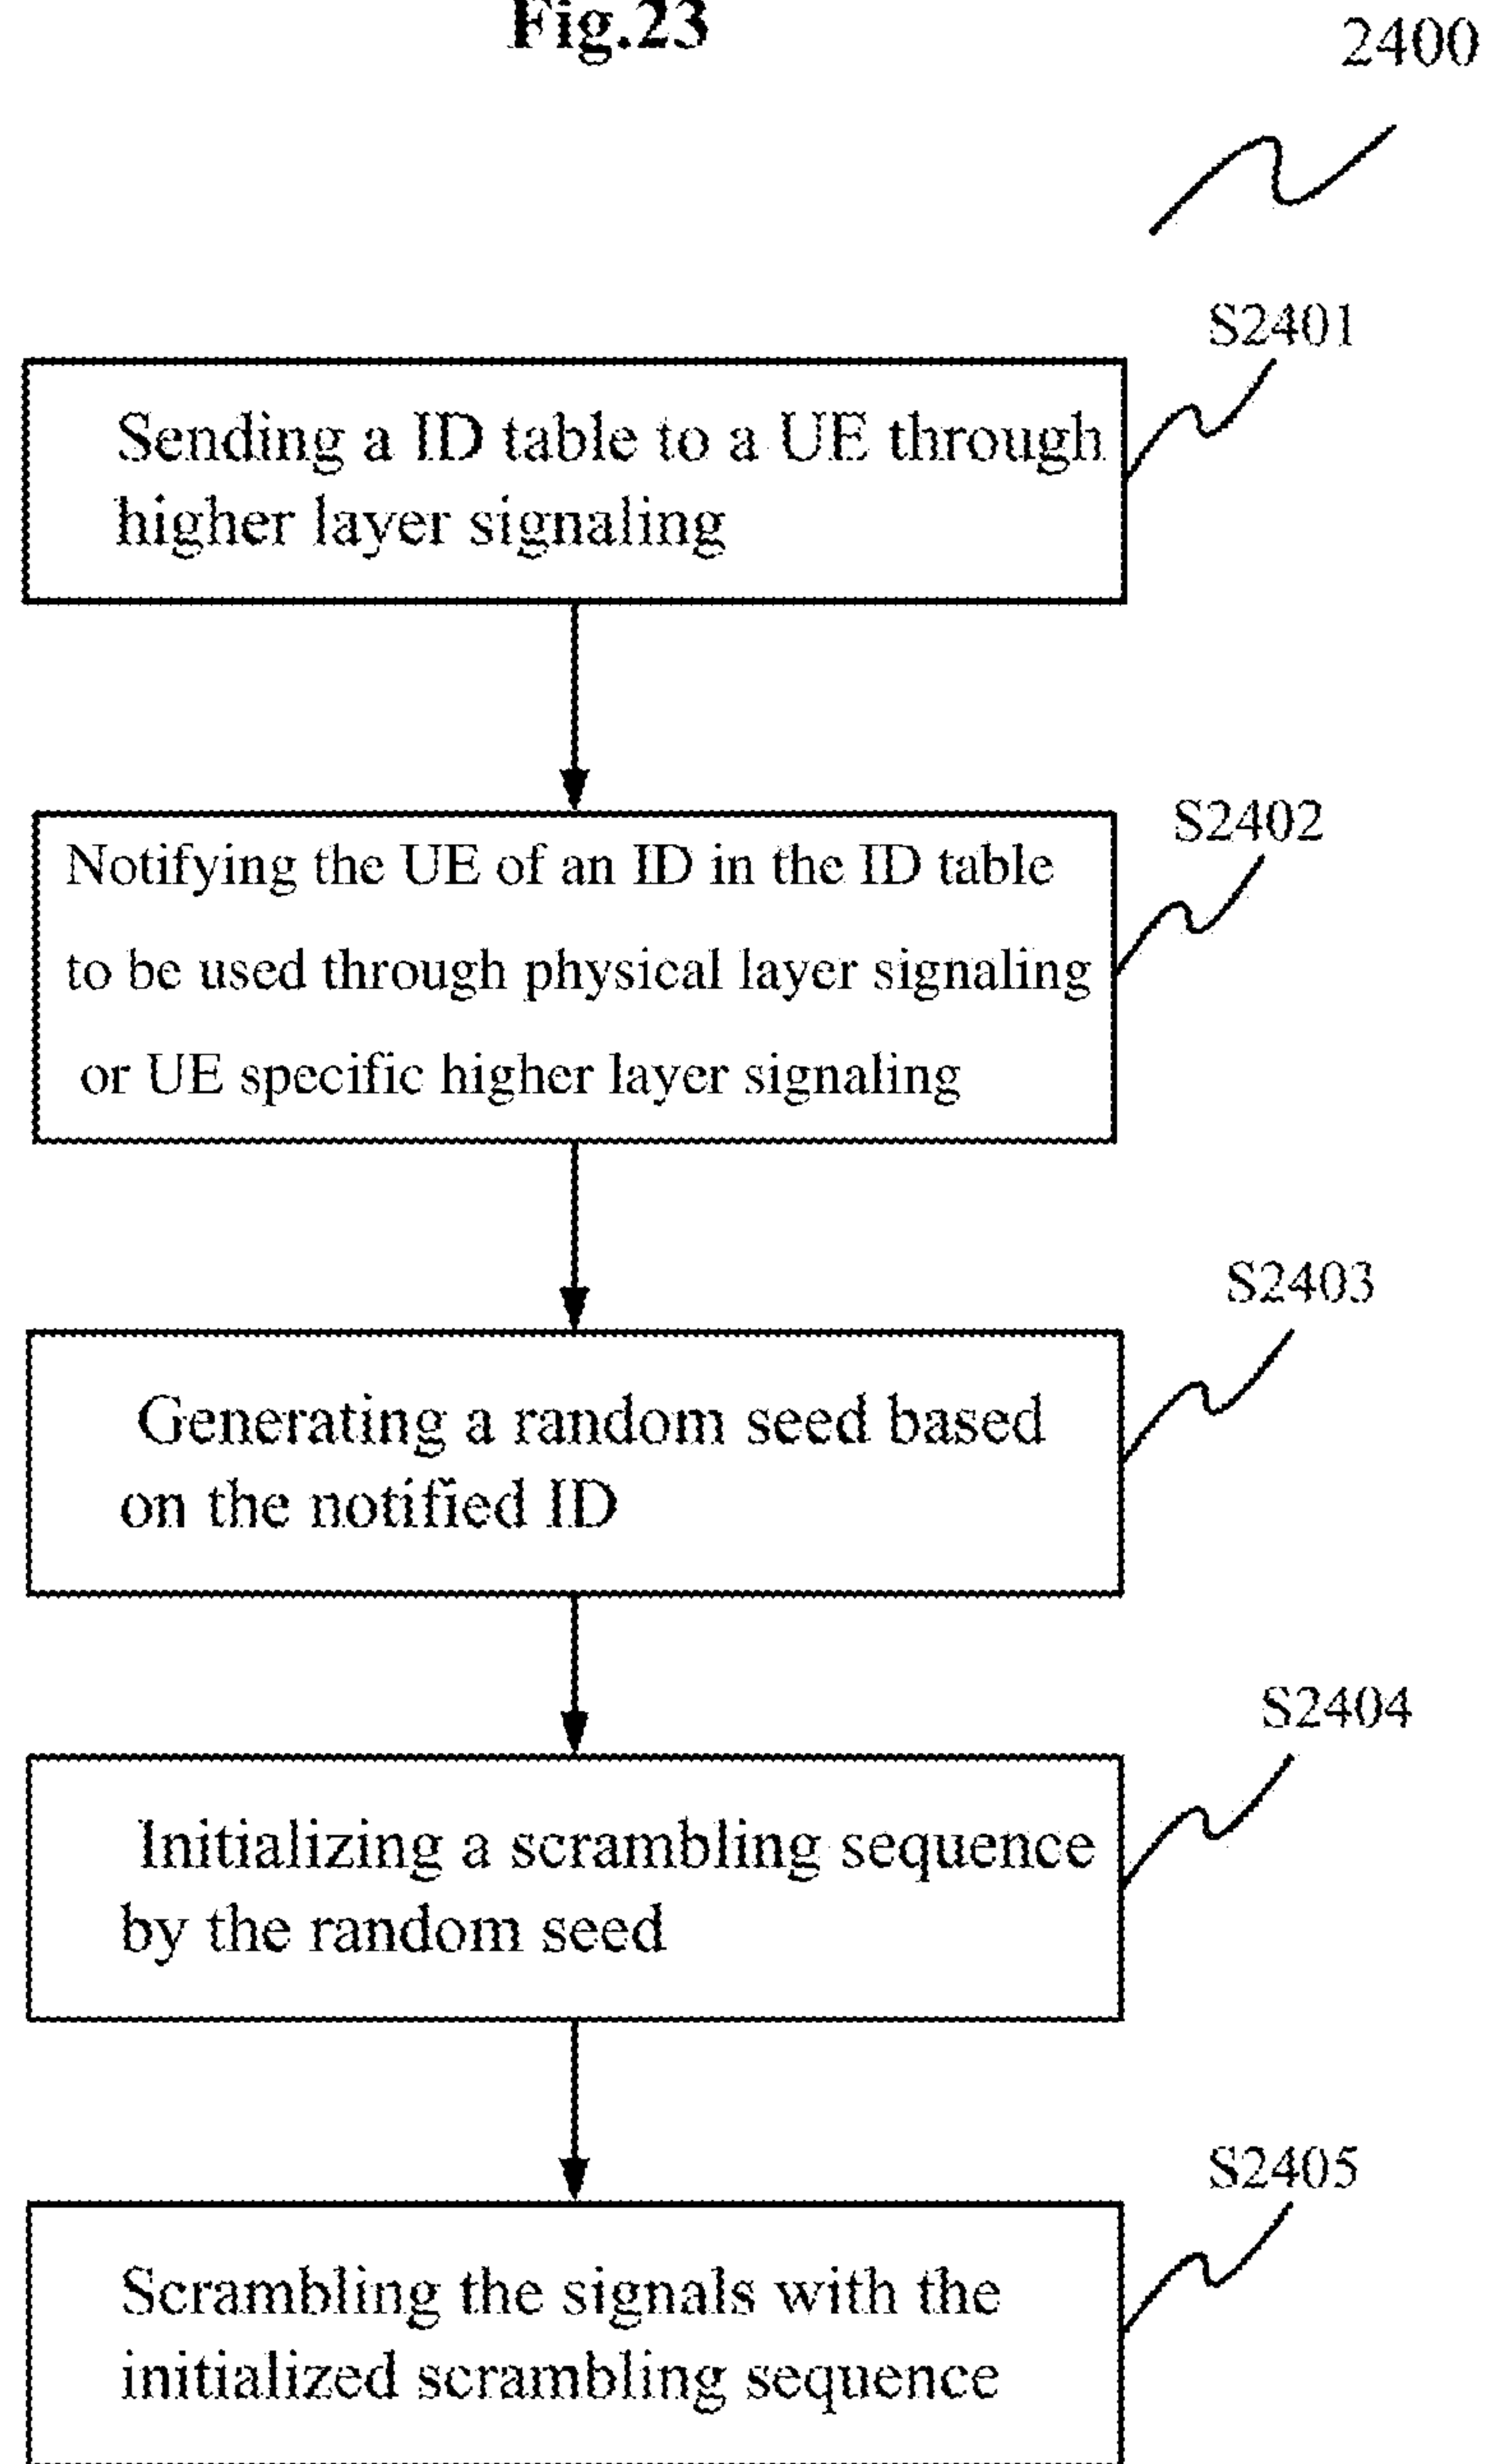 Fig.23
2400
S2401
Sending a ID table to a UE through
higher layer signaling
S2402
Notifying the UE of an ID in the ID table
to be used through physical layer signaling
or UE specific higher layer signaling
S2403
Generating a random seed based
on the notified ID
S2404
Initializing a scrambling sequence
by the random seed
S2405
Scrambling the signals with the
initialized scrambling sequence